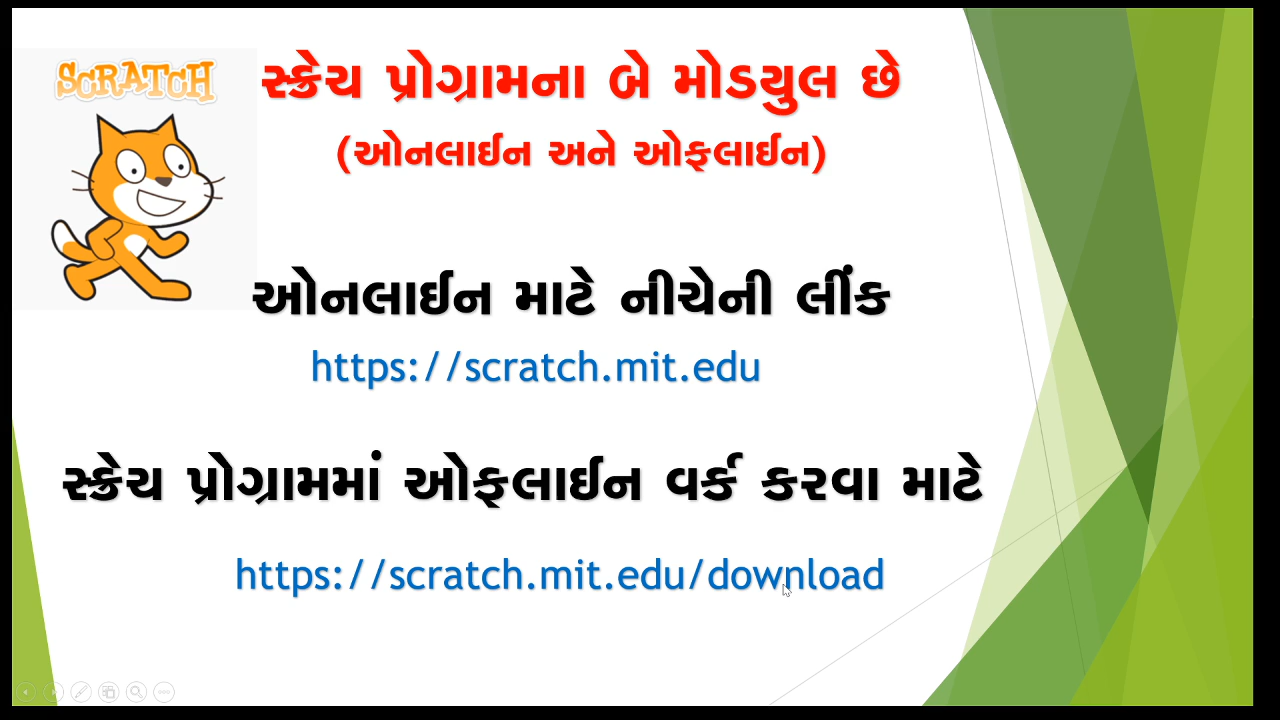 SCRATCH
સ્ક્રેચ પ્રોગ્રામના બે મોડયુલ છે
(ઓનલાઈન અને ઓફલાઈન)
ઓનલાઈન માટે નીચેની લીંક
https://scratch.mit.edu
સ્ક્રેચ પ્રોગ્રામમાં ઓફલાઈન વર્ક કરવા માટે
https://scratch.mit.edu/download